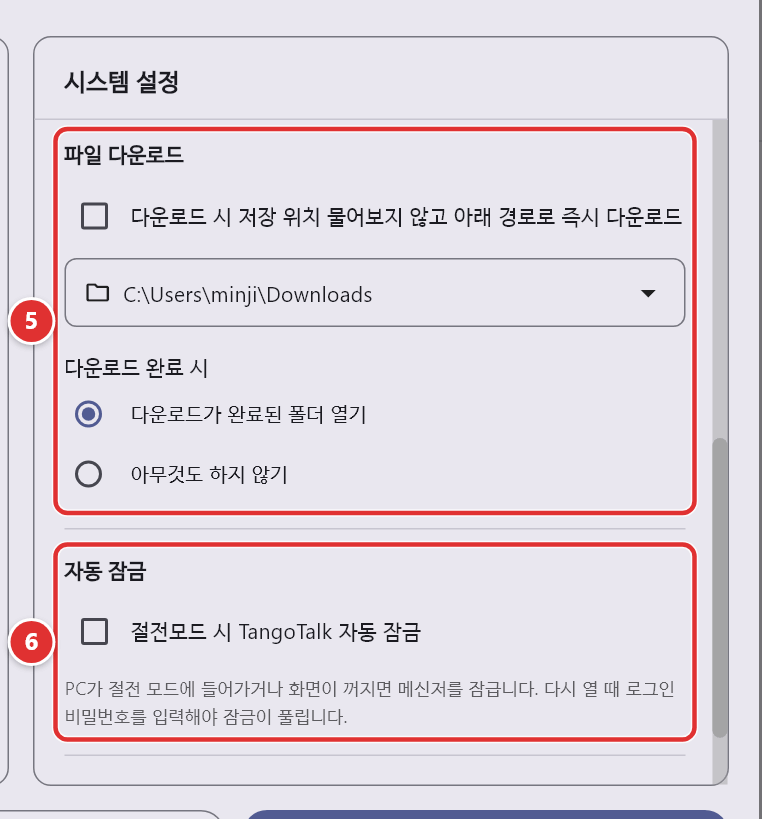 시스템 설정
파일 다운로드
다운로드 시 저장 위치 물어보지 않고 아래 경로로 즉시 다운로드
C:\Users\minji\Downloads
5
다운로드 완료 시
다운로드가 완료된 폴더 열기
아무것도 하지 않기
자동 잠금
절전모드 시 TangoTalk 자동 잠금
6
PC가 절전 모드에 들어가거나 화면이 꺼지면 메신저를 잠급니다. 다시 열 때 로그인
비밀번호를 입력해야 잠금이 풀립니다.